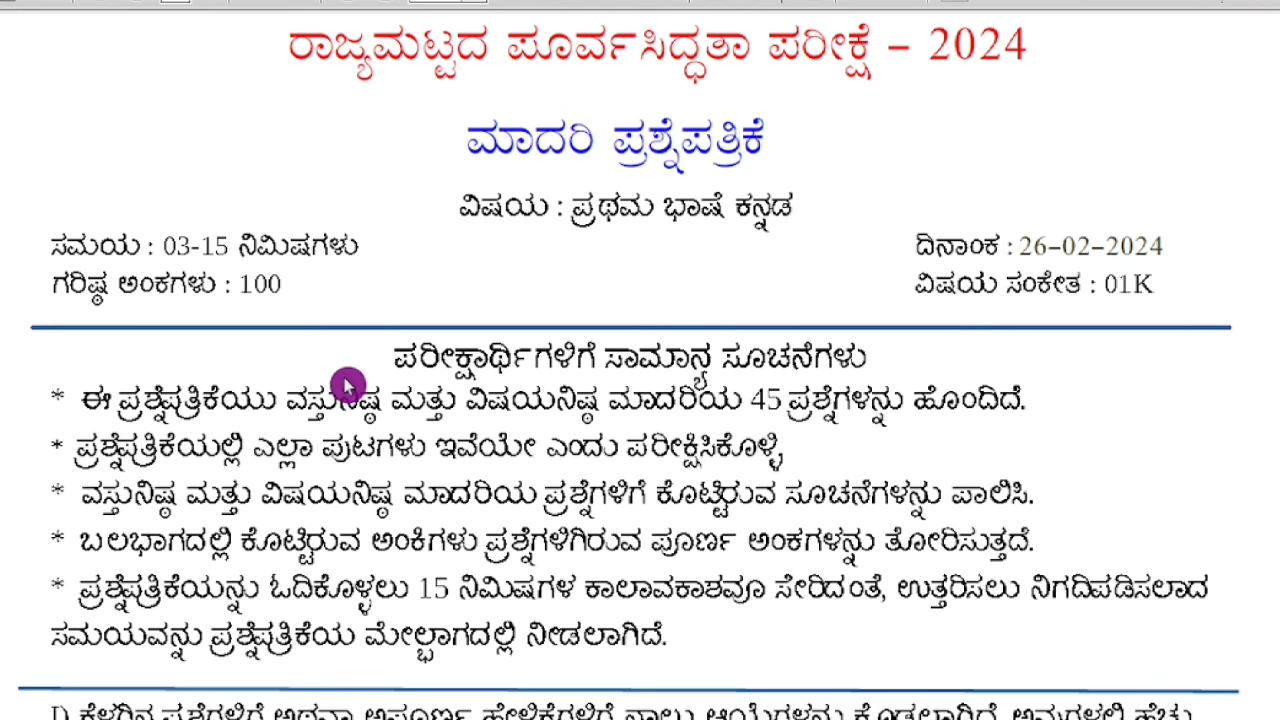 ರಾಜ್ಯಮಟ್ಟದ ಪೂರ್ವಸಿದ್ಧತಾ ಪರೀಕ್ಷೆ – 2024
ಮಾದರಿ ಪ್ರಶ್ನೆಪತ್ರಿಕೆ
ವಿಷಯ : ಪ್ರಥಮ ಭಾಷೆ ಕನ್ನಡ
ಸಮಯ : 03-15 ನಿಮಿಷಗಳು
ದಿನಾಂಕ : 26–02–2024
ಗರಿಷ್ಠ ಅಂಕಗಳು : 100
ವಿಷಯ ಸಂಕೇತ : 01K
ಪರೀಕ್ಷಾರ್ಥಿಗಳಿಗೆ ಸಾಮಾನ್ಯ ಸೂಚನೆಗಳು
* ಈ ಪ್ರಶ್ನೆಪತ್ರಿಕೆಯು ವಸ್ತುನಿಷ್ಠ ಮತ್ತು ವಿಷಯನಿಷ್ಠ ಮಾದರಿಯ 45 ಪ್ರಶ್ನೆಗಳನ್ನು ಹೊಂದಿದೆ.
* ಪ್ರಶ್ನೆಪತ್ರಿಕೆಯಲ್ಲಿ ಎಲ್ಲಾ ಪುಟಗಳು ಇವೆಯೇ ಎಂದು ಪರೀಕ್ಷಿಸಿಕೊಳ್ಳಿ,
* ವಸ್ತುನಿಷ್ಠ ಮತ್ತು ವಿಷಯನಿಷ್ಠ ಮಾದರಿಯ ಪ್ರಶ್ನೆಗಳಿಗೆ ಕೊಟ್ಟಿರುವ ಸೂಚನೆಗಳನ್ನು ಪಾಲಿಸಿ.
* ಬಲಭಾಗದಲ್ಲಿ ಕೊಟ್ಟಿರುವ ಅಂಕಿಗಳು ಪ್ರಶ್ನೆಗಳಿಗಿರುವ ಪೂರ್ಣ ಅಂಕಗಳನ್ನು ತೋರಿಸುತ್ತದೆ.
* ಪ್ರಶ್ನೆಪತ್ರಿಕೆಯನ್ನು ಓದಿಕೊಳ್ಳಲು 15 ನಿಮಿಷಗಳ ಕಾಲಾವಕಾಶವೂ ಸೇರಿದಂತೆ, ಉತ್ತರಿಸಲು ನಿಗದಿಪಡಿಸಲಾದ
ಸಮಯವನ್ನು ಪ್ರಶ್ನೆಪತ್ರಿಕೆಯ ಮೇಲ್ಭಾಗದಲ್ಲಿ ನೀಡಲಾಗಿದೆ.